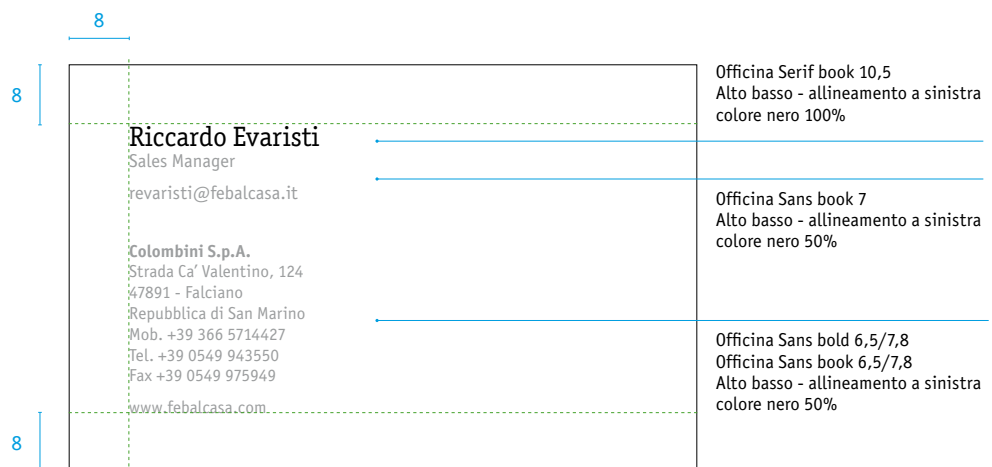 8
8
Riccardo Evaristi
Sales Manager
revaristi@febalcasa.it
Colombini S.p.A.
Strada Ca’ Valentino, 124
47891 - Falciano
Repubblica di San Marino
Mob. +39 366 5714427
Tel. +39 0549 943550
Fax +39 0549 975949
www.febalcasa.com
8
Officina Serif book 10,5
Alto basso - allineamento a sinistra
colore nero 100%
Officina Sans book 7
Alto basso - allineamento a sinistra
colore nero 50%
Officina Sans bold 6,5/7,8
Officina Sans book 6,5/7,8
Alto basso - allineamento a sinistra
colore nero 50%